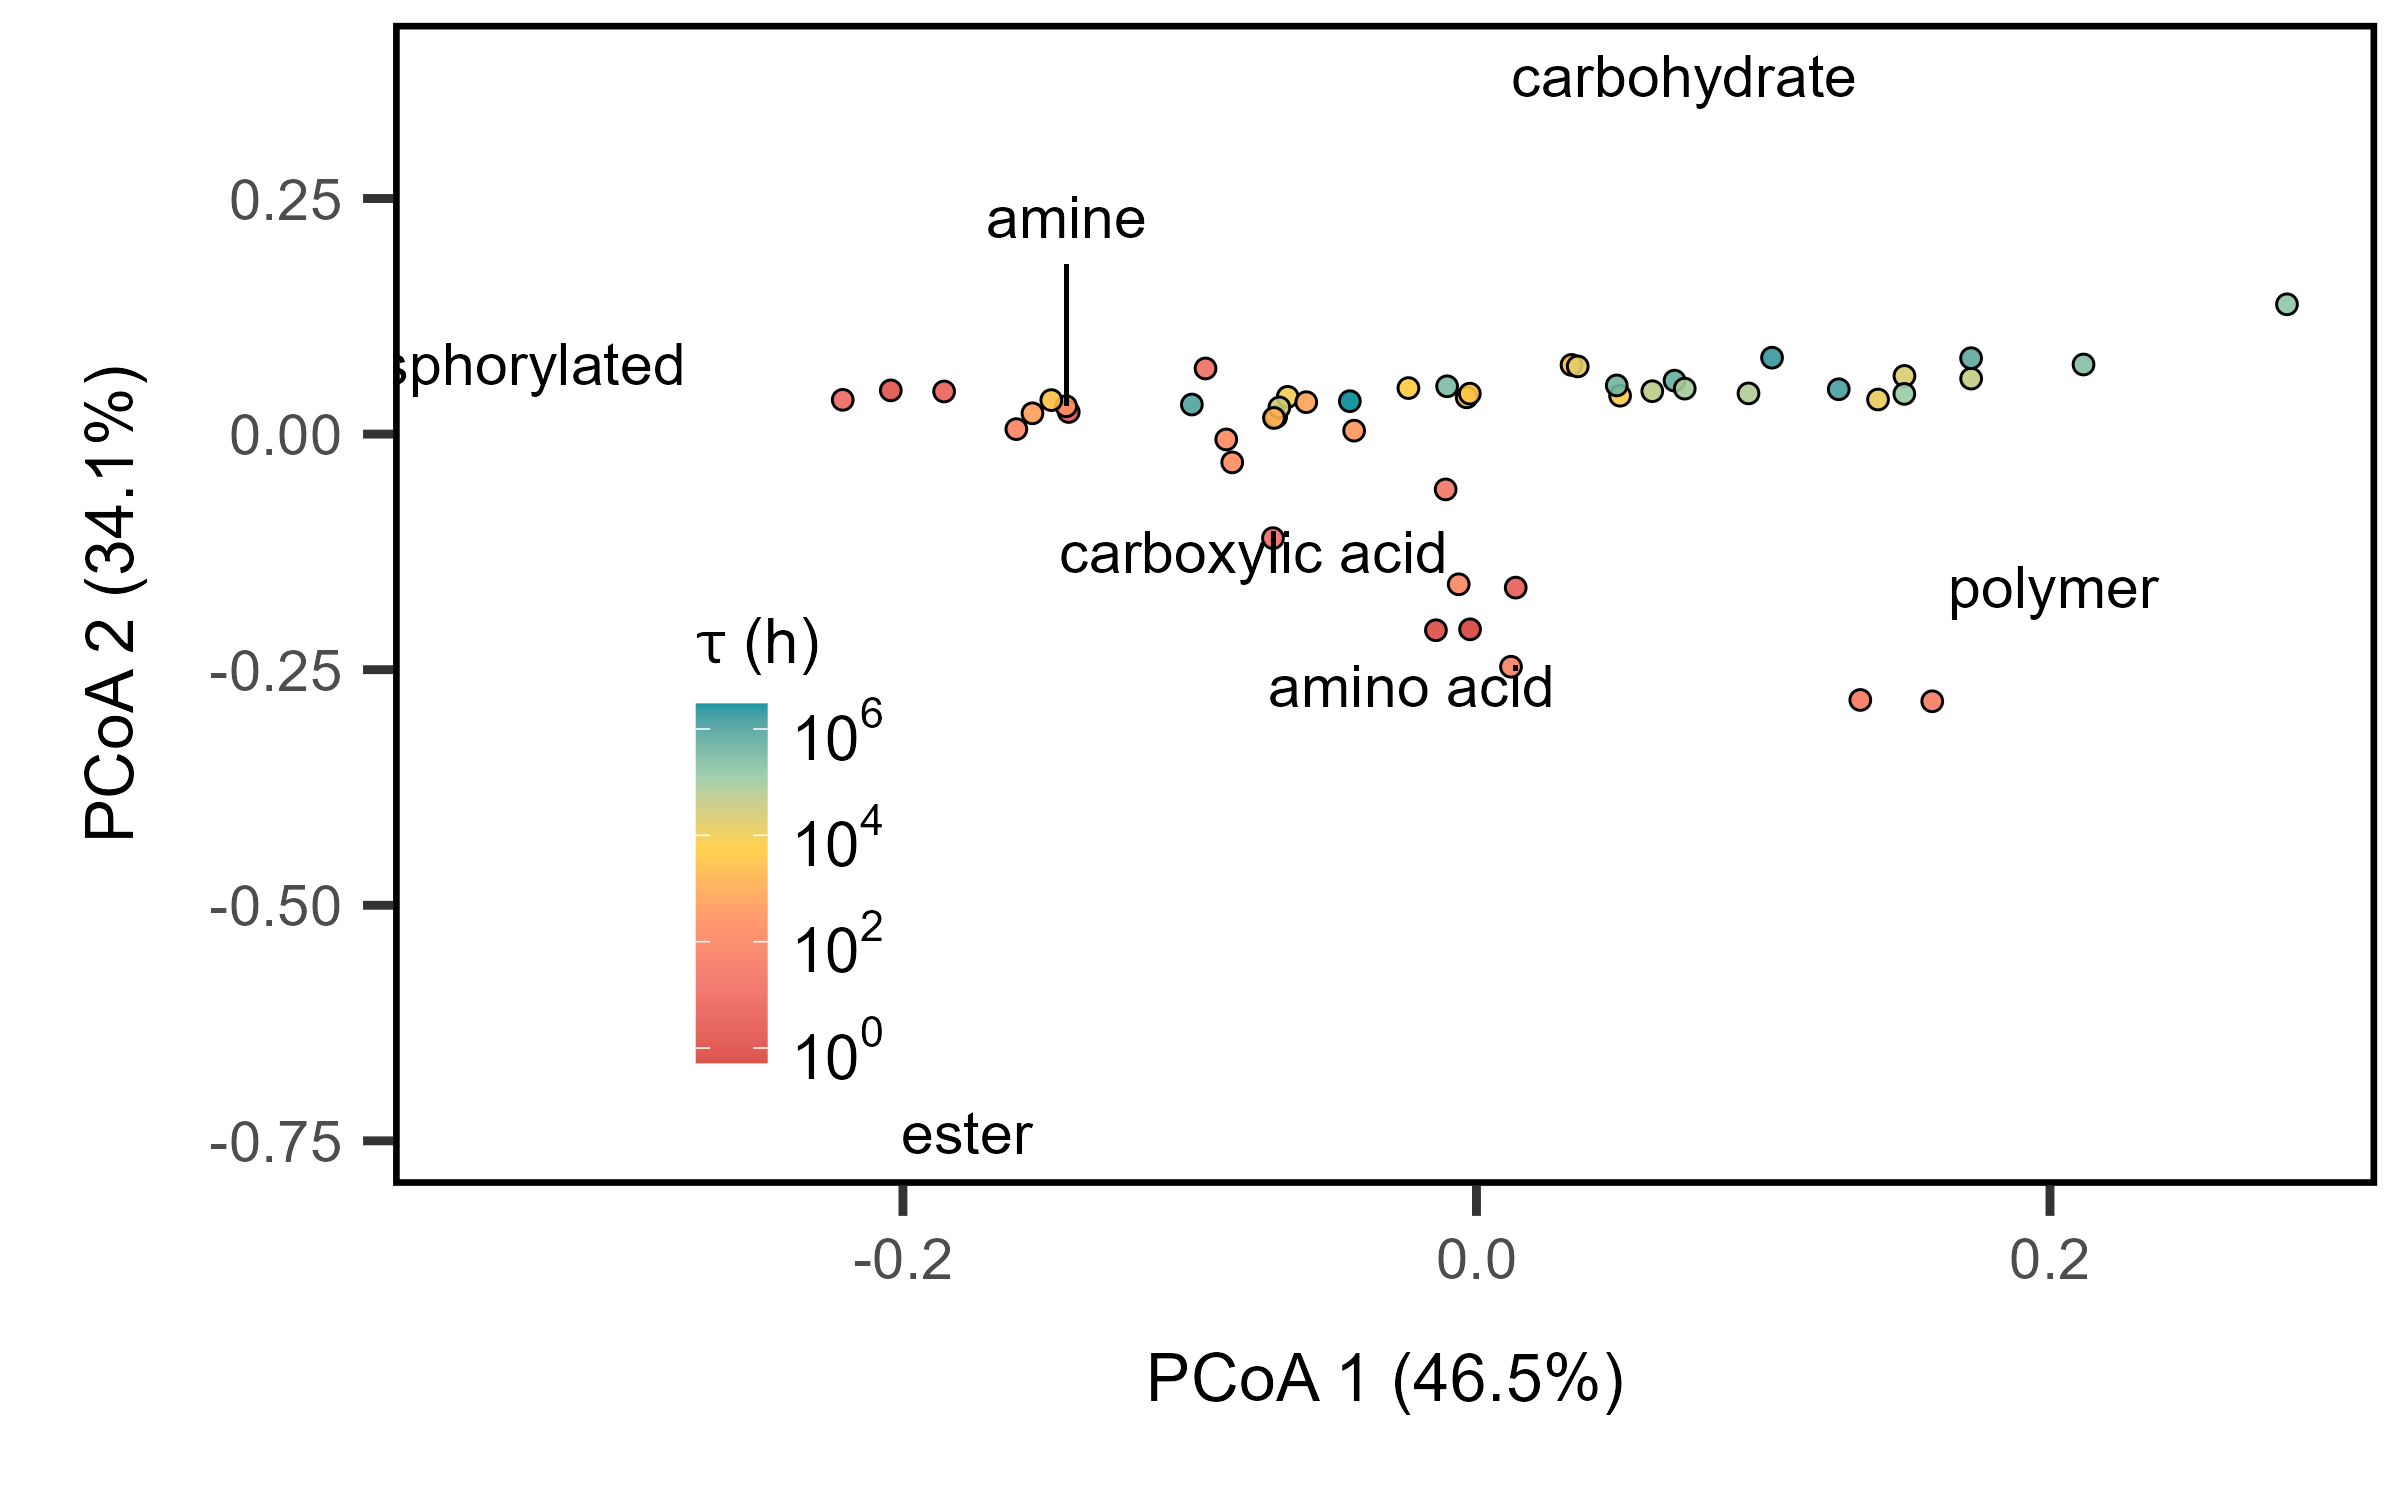 carbohydrate
0.25
amine
sphorylated
0.00
carboxylic acid
polymer
PCoA 2 (34.1%)
τ (h)
-0.25
amino acid
10⁶
10⁴
-0.50
10²
10⁰
ester
-0.75
-0.2
0.0
0.2
PCoA 1 (46.5%)